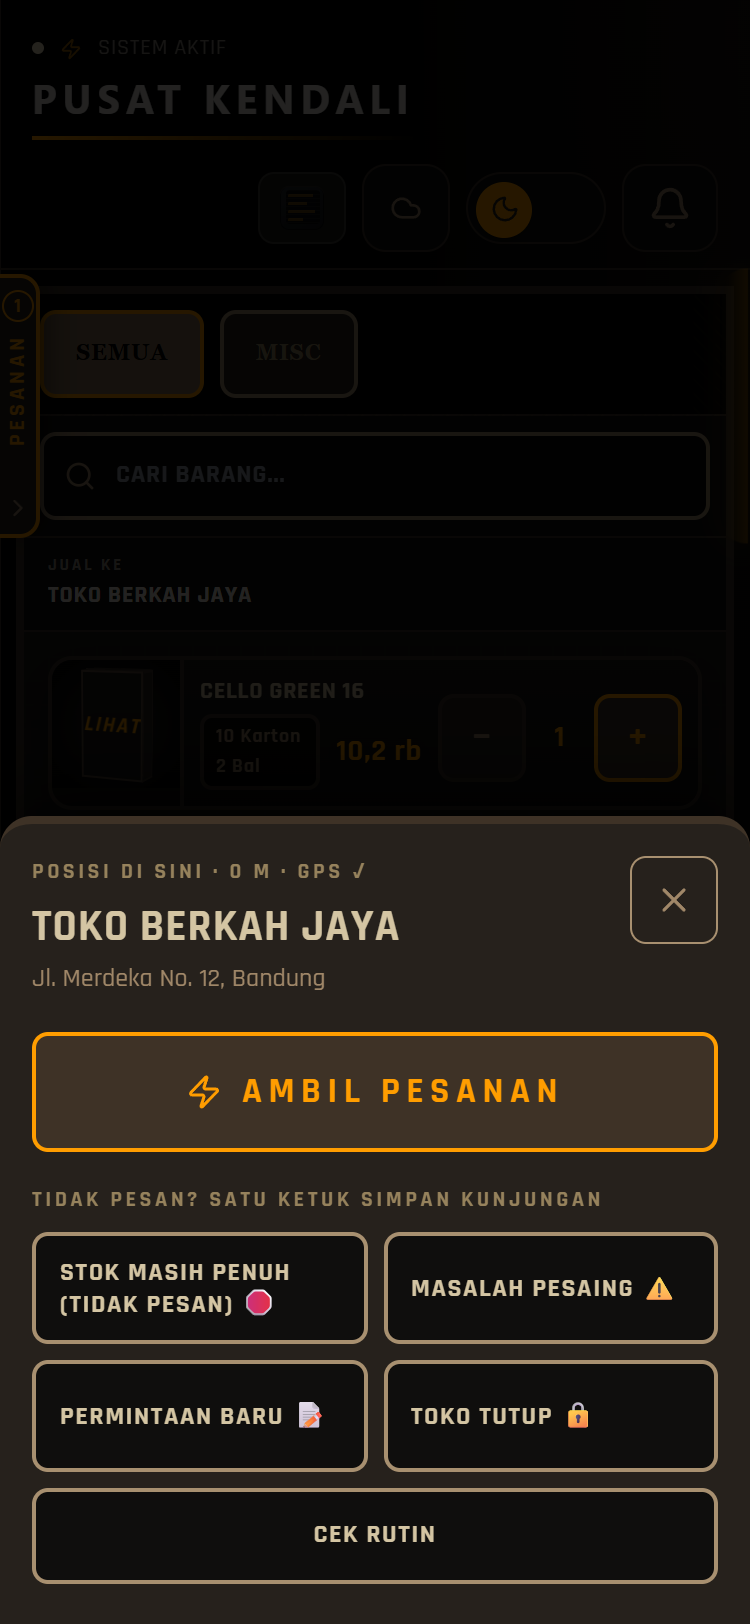 SISTEM AKTIF
PUSAT KENDALI
1
PESANAN
SEMUA
MISC
CARI BARANG...
JUAL KE
TOKO BERKAH JAYA
LIHAT
CELLO GREEN 16
10 Karton
2 Bal
10,2 rb
−
1
+
POSISI DI SINI · 0 M · GPS ✓
TOKO BERKAH JAYA
Jl. Merdeka No. 12, Bandung
AMBIL PESANAN
TIDAK PESAN? SATU KETUK SIMPAN KUNJUNGAN
STOK MASIH PENUH
(TIDAK PESAN) 🛑
MASALAH PESAING ⚠️
PERMINTAAN BARU 📝
TOKO TUTUP 🔒
CEK RUTIN